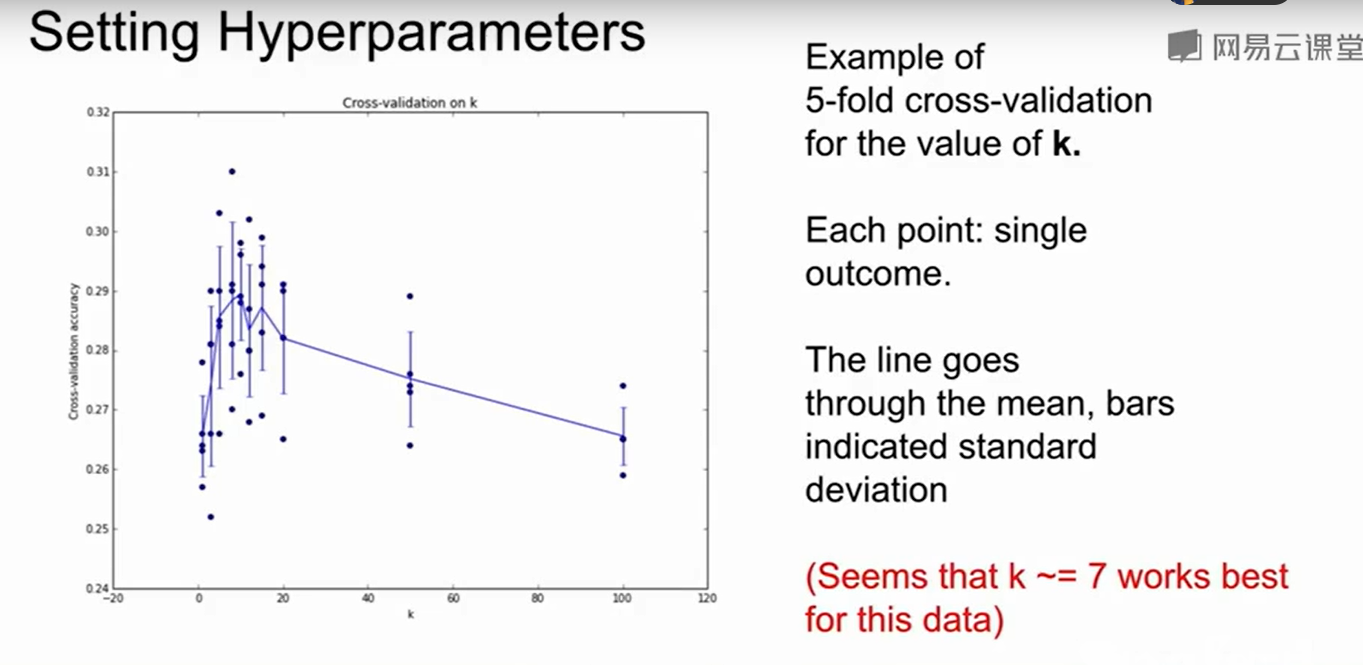 Setting Hyperparameters
网易云课堂
Cross-validation on k
0.32
0.31
0.30
0.29
0.28
0.27
0.26
0.25
0.24
Cross-validation accuracy
−20
0
20
40
60
80
100
120
k
Example of
5-fold cross-validation
for the value of k.
Each point: single
outcome.
The line goes
through the mean, bars
indicated standard
deviation
(Seems that k ~= 7 works best
for this data)